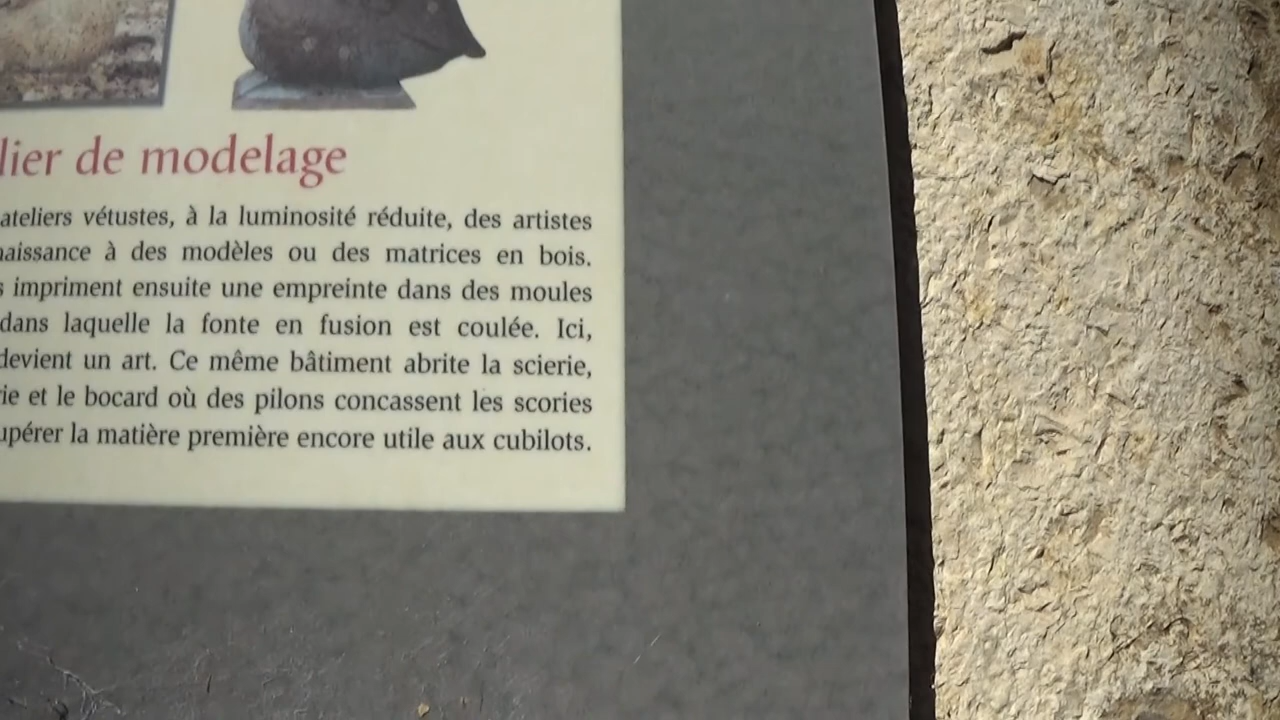 lier de modelage
ateliers vétustes, à la luminosité réduite, des artistes
naissance à des modèles ou des matrices en bois.
s impriment ensuite une empreinte dans des moules
dans laquelle la fonte en fusion est coulée. Ici,
devient un art. Ce même bâtiment abrite la scierie,
rie et le bocard où des pilons concassent les scories
upérer la matière première encore utile aux cubilots.